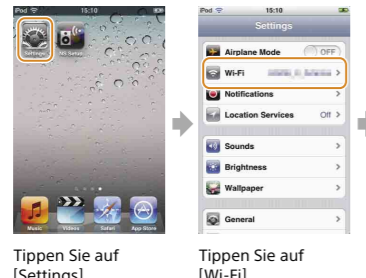 iPod 15:10
Settings
NS Setup
Music
Videos
Safari
App Store
Tippen Sie auf
[Settings]
iPod 15:10
Settings
Airplane Mode OFF
Wi-Fi
Notifications
Location Services Off
Sounds
Brightness
Wallpaper
General
Tippen Sie auf
[Wi-Fi]